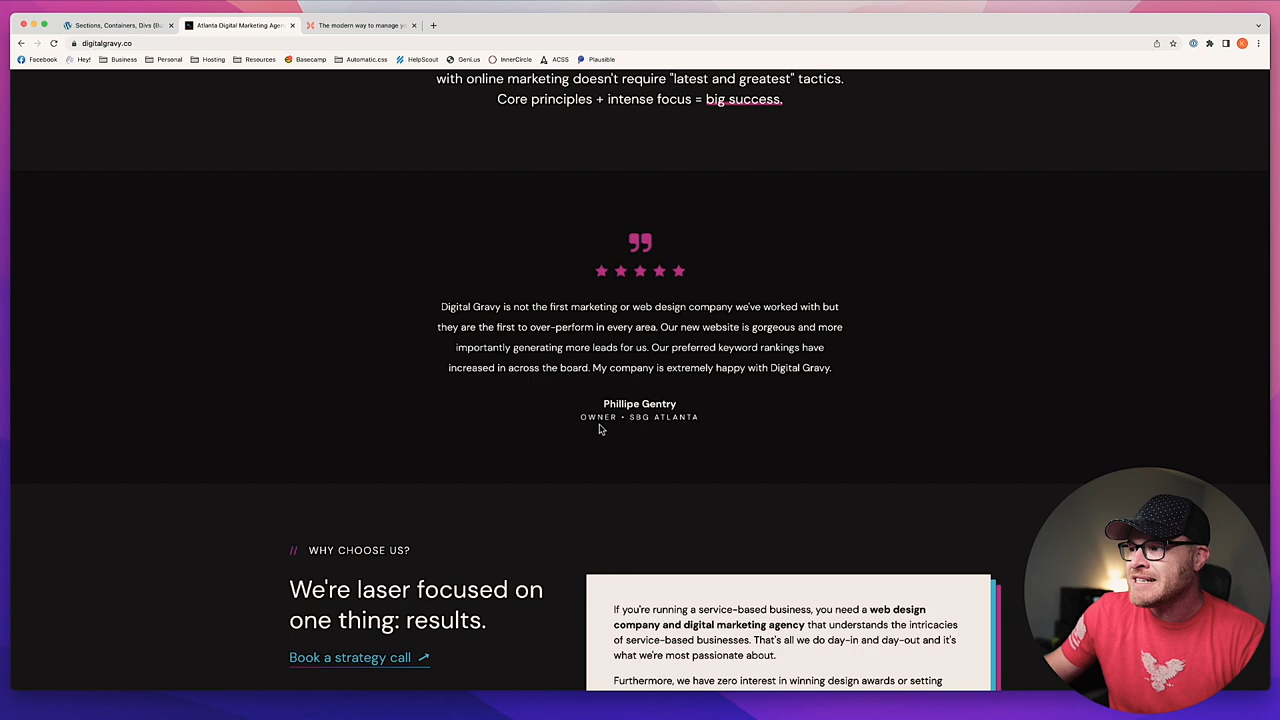 Sections, Containers, Divs (Bu
Atlanta Digital Marketing Agen
The modern way to manage yo
digitalgravy.co
Facebook
Hey!
Business
Personal
Hosting
Resources
Basecamp
Automatic.css
HelpScout
Geni.us
InnerCircle
ACSS
Plausible
with online marketing doesn't require "latest and greatest" tactics.
Core principles + intense focus = big success.
Digital Gravy is not the first marketing or web design company we've worked with but
they are the first to over-perform in every area. Our new website is gorgeous and more
importantly generating more leads for us. Our preferred keyword rankings have
increased in across the board. My company is extremely happy with Digital Gravy.
Phillipe Gentry
OWNER • SBG ATLANTA
// WHY CHOOSE US?
We're laser focused on
one thing: results.
Book a strategy call
If you're running a service-based business, you need a web design
company and digital marketing agency that understands the intricacies
of service-based businesses. That's all we do day-in and day-out and it's
what we're most passionate about.
Furthermore, we have zero interest in winning design awards or setting